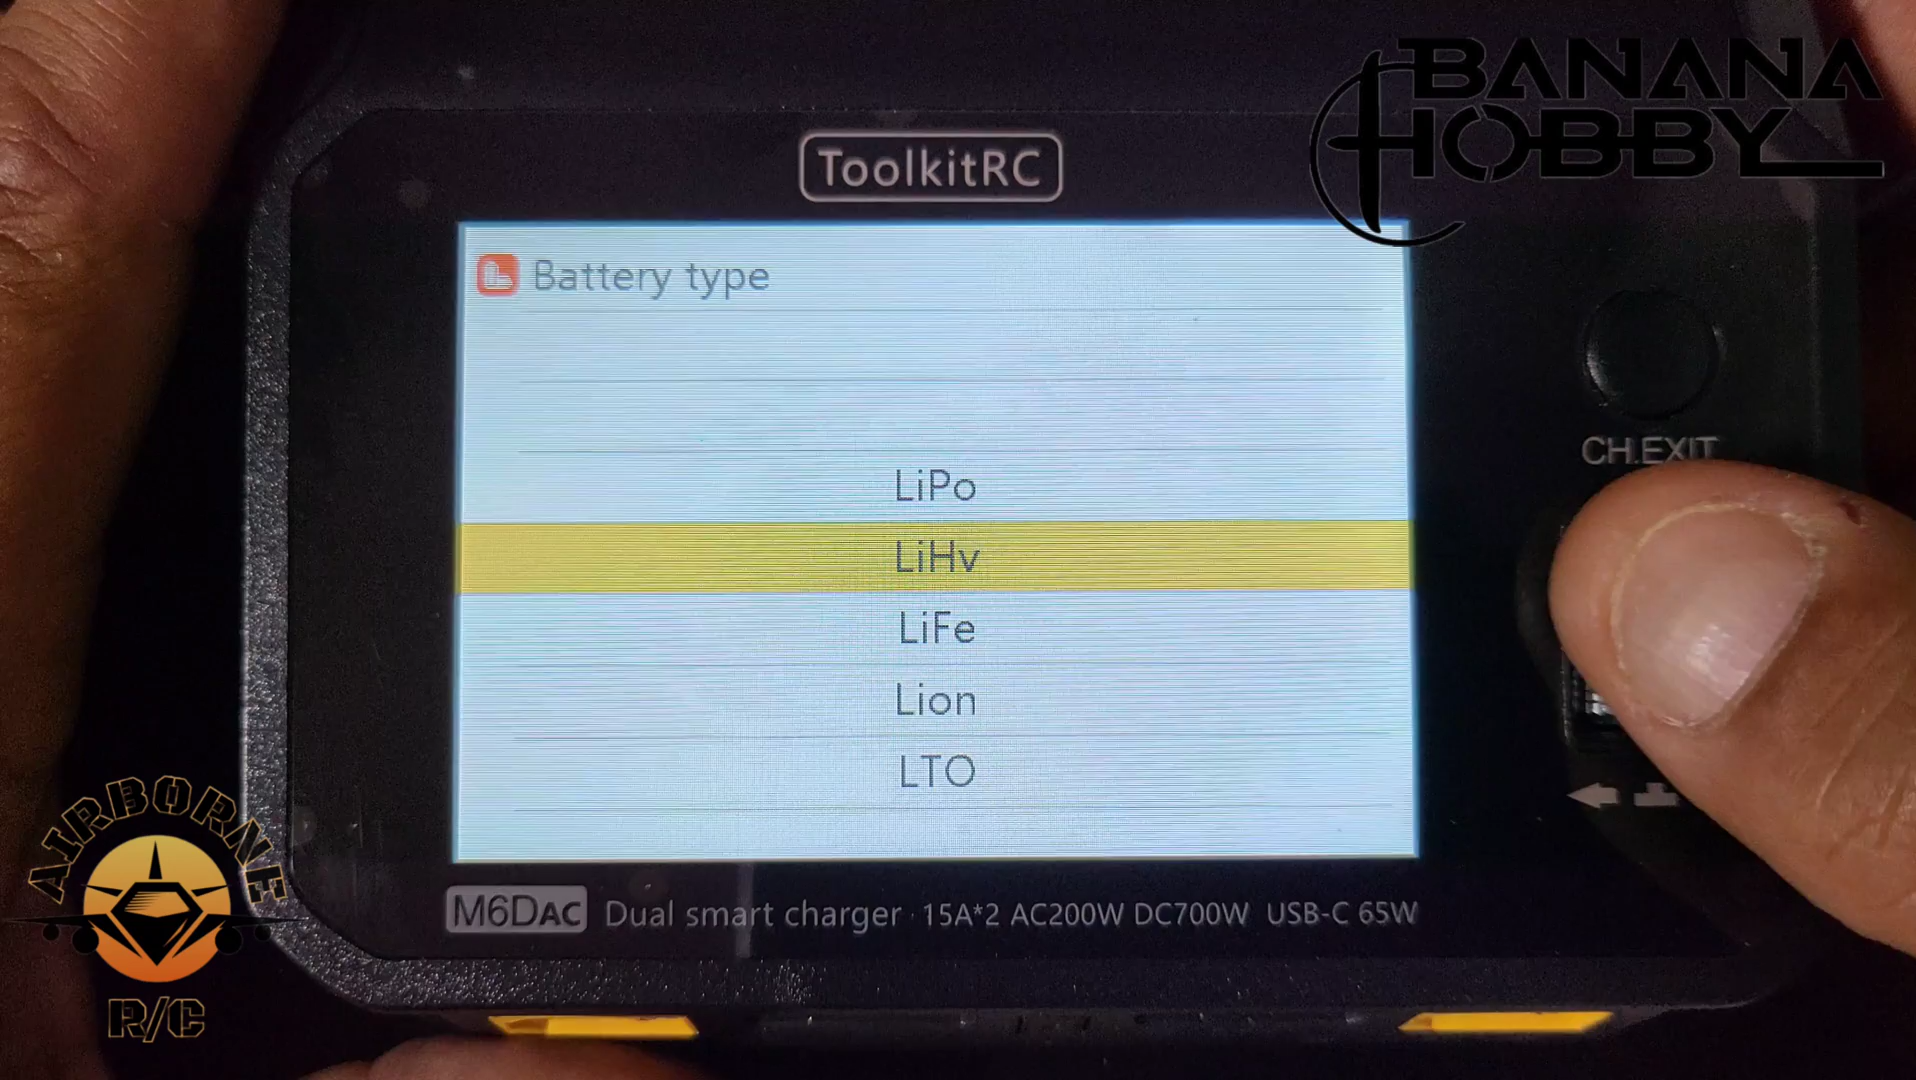 BANANA
HOBBY
ToolkitRC
Battery type
CH.EXIT
LiPo
LiHv
LiFe
Lion
LTO
M6DAC Dual smart charger 15A*2 AC200W DC700W USB-C 65W
AIRBORNE
R/C